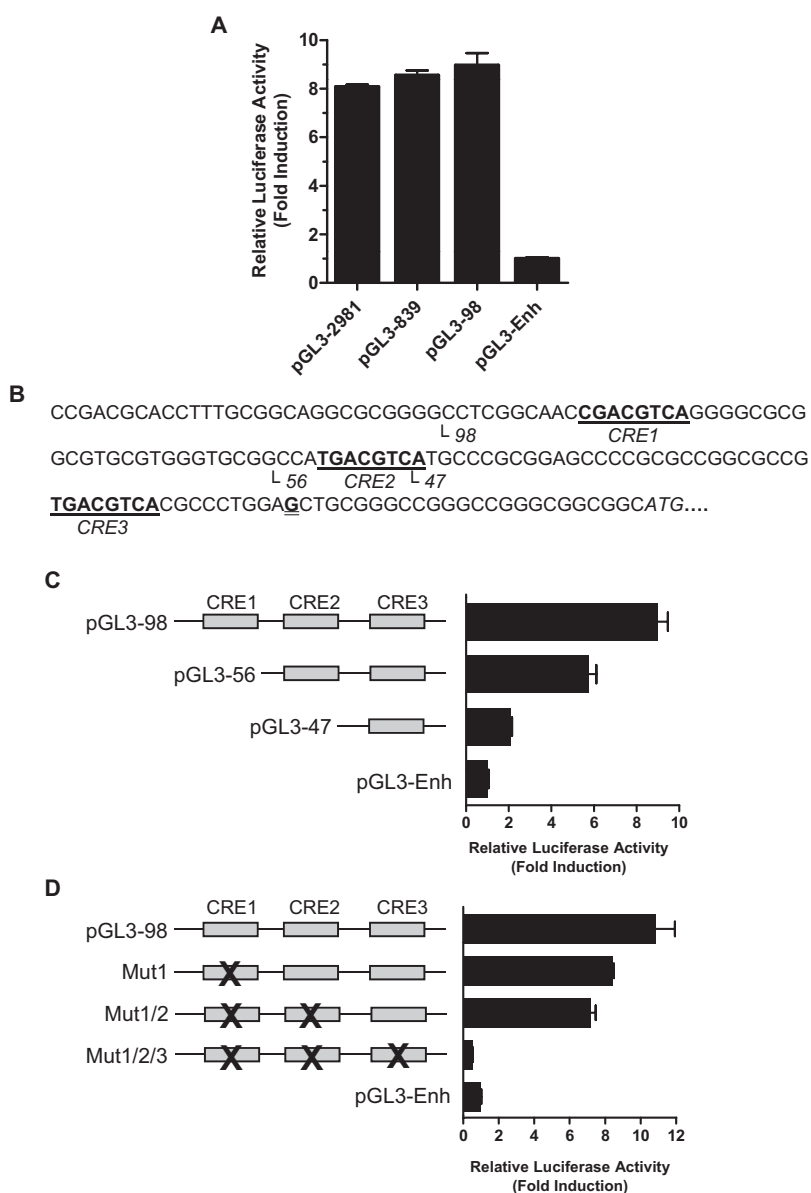 A
Relative Luciferase Activity
(Fold Induction)
10
8
6
4
2
0
pGL3-2981
pGL3-839
pGL3-98
pGL3-Enh
B
CCGACGCACCTTTGCGGCAGGCGCGGGGCCTCGGCAACCGACGTCAGGGGCGCG
98
CRE1
GCGTGCGTGGGTGCGGCCATGACGTCATGCCCGCGGAGCCCCGCGCCGGCGCCG
56
CRE2
47
TGACGTCACGCCCTGGAGCTGCGGGCCGGGCCGGGCGGCGGCATG....
CRE3
C
CRE1 CRE2 CRE3
pGL3-98
pGL3-56
pGL3-47
pGL3-Enh
0 2 4 6 8 10
Relative Luciferase Activity
(Fold Induction)
D
CRE1 CRE2 CRE3
pGL3-98
Mut1
X
Mut1/2
X X
Mut1/2/3
X X X
pGL3-Enh
0 2 4 6 8 10 12
Relative Luciferase Activity
(Fold Induction)